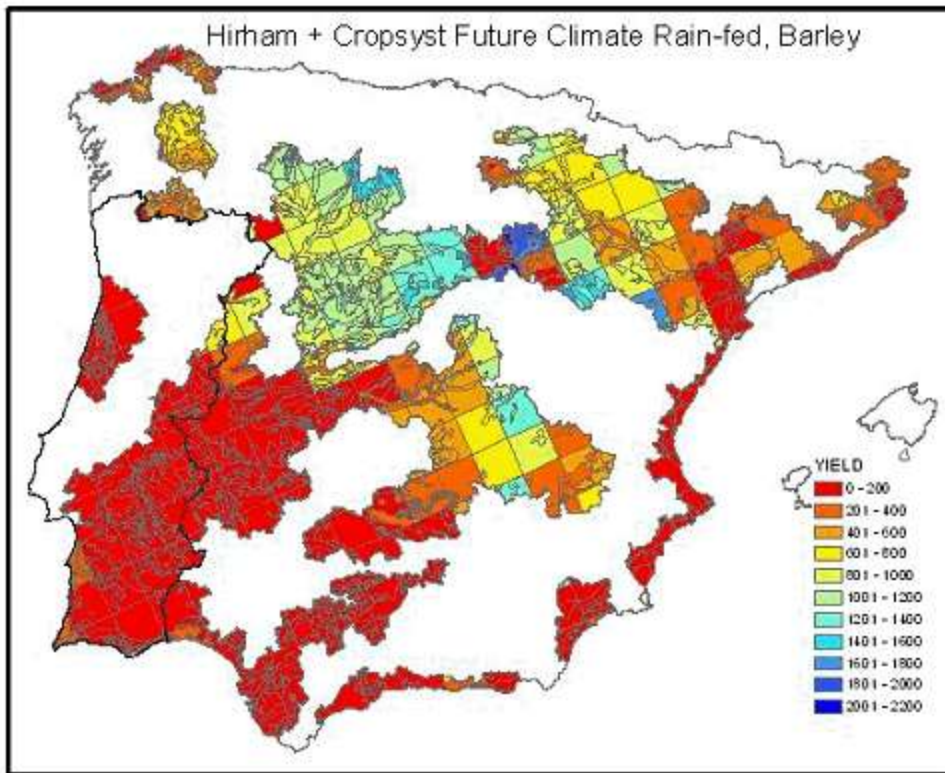 Hirham + Cropsyst Future Climate Rain-fed, Barley
YIELD
0 - 200
201 - 400
401 - 600
601 - 800
801 - 1000
1001 - 1200
1201 - 1400
1401 - 1600
1601 - 1800
1801 - 2000
2001 - 2200